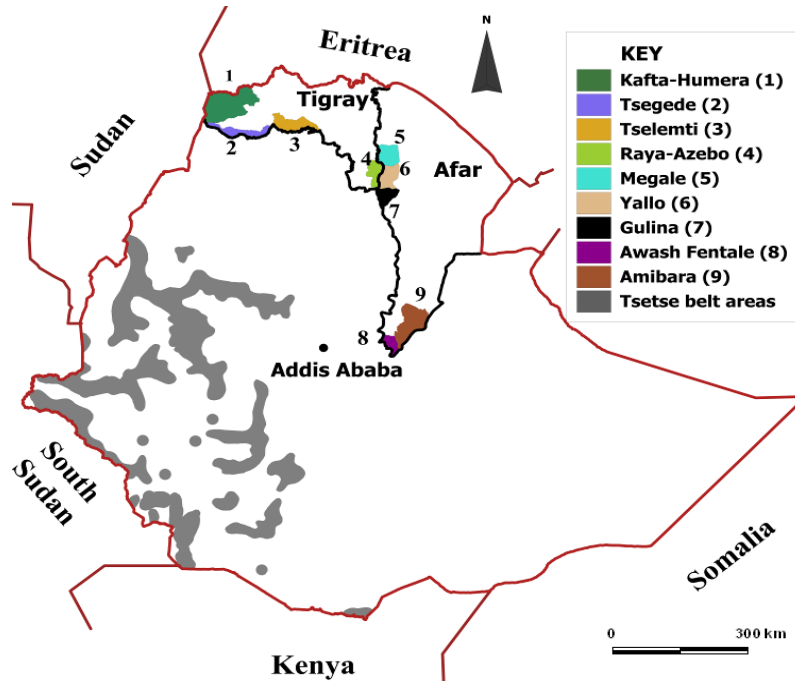 N
Eritrea
KEY
Kafta-Humera (1)
Tsegede (2)
Tselemti (3)
Raya-Azebo (4)
Megale (5)
Yallo (6)
Gulina (7)
Awash Fentale (8)
Amibara (9)
Tsetse belt areas
1
Tigray
Sudan
2
3
5
4
6
Afar
7
9
8
Addis Ababa
South
Sudan
Somalia
0
300 km
Kenya